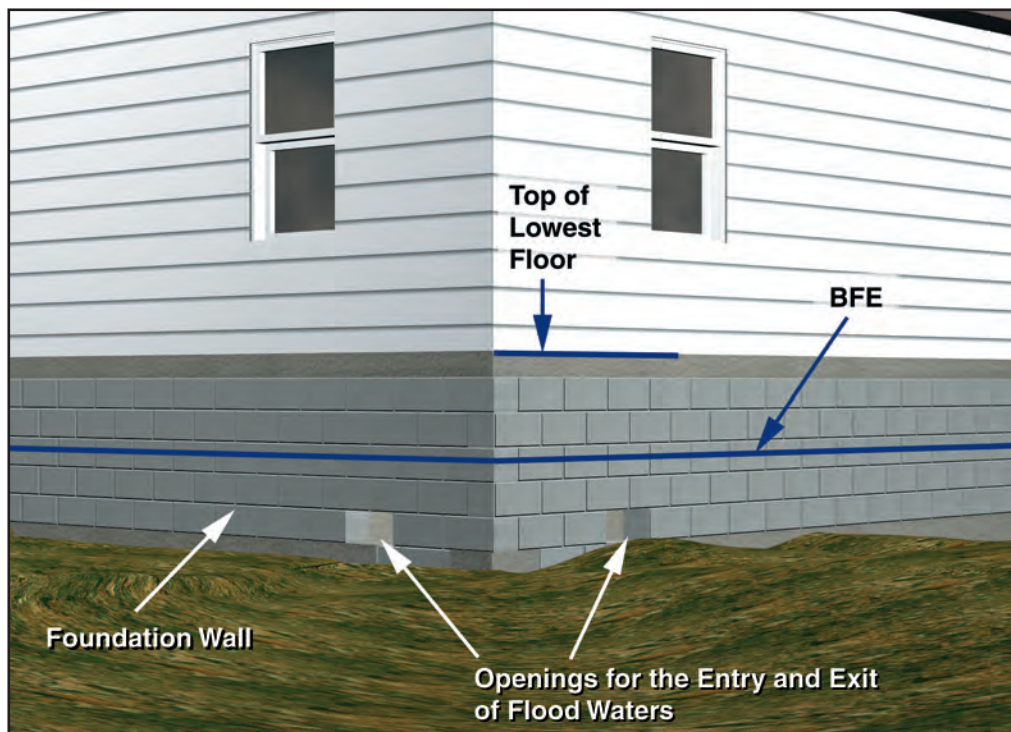 Top of
Lowest
Floor
BFE
Foundation Wall
Openings for the Entry and Exit
of Flood Waters